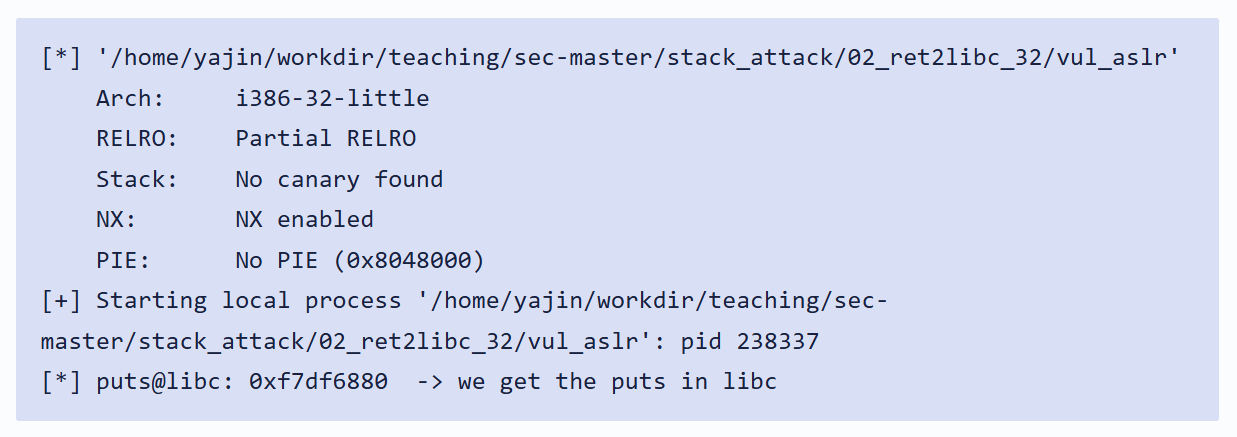 [*] '/home/yajin/workdir/teaching/sec-master/stack_attack/02_ret2libc_32/vul_aslr'
    Arch:     i386-32-little
    RELRO:    Partial RELRO
    Stack:    No canary found
    NX:       NX enabled
    PIE:      No PIE (0x8048000)
[+] Starting local process '/home/yajin/workdir/teaching/sec-
master/stack_attack/02_ret2libc_32/vul_aslr': pid 238337
[*] puts@libc: 0xf7df6880  -> we get the puts in libc